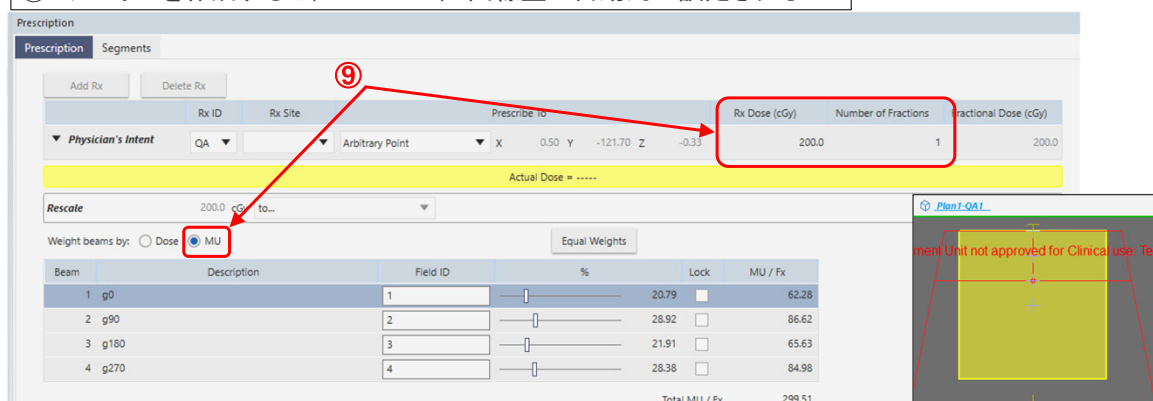 Prescription
Prescription Segments
Add Rx Delete Rx ⑨
Rx ID Rx Site Prescribe To Rx Dose (cGy) Number of Fractions Fractional Dose (cGy)
▼ Physician's Intent QA ▼ ▼ Arbitrary Point ▼ X 0.50 Y -121.70 Z -0.33 200.0 1 200.0
Actual Dose = -----
Rescale 200.0 cGy to... ▼
Weight beams by: Dose MU Equal Weights
Beam Description Field ID % Lock MU / Fx
1 g0 1 20.79 62.28
2 g90 2 28.92 86.62
3 g180 3 21.91 65.63
4 g270 4 28.38 84.98
Total MU / Fx 299.51
Plan1-QA1
ment Unit not approved for Clinical use: Te